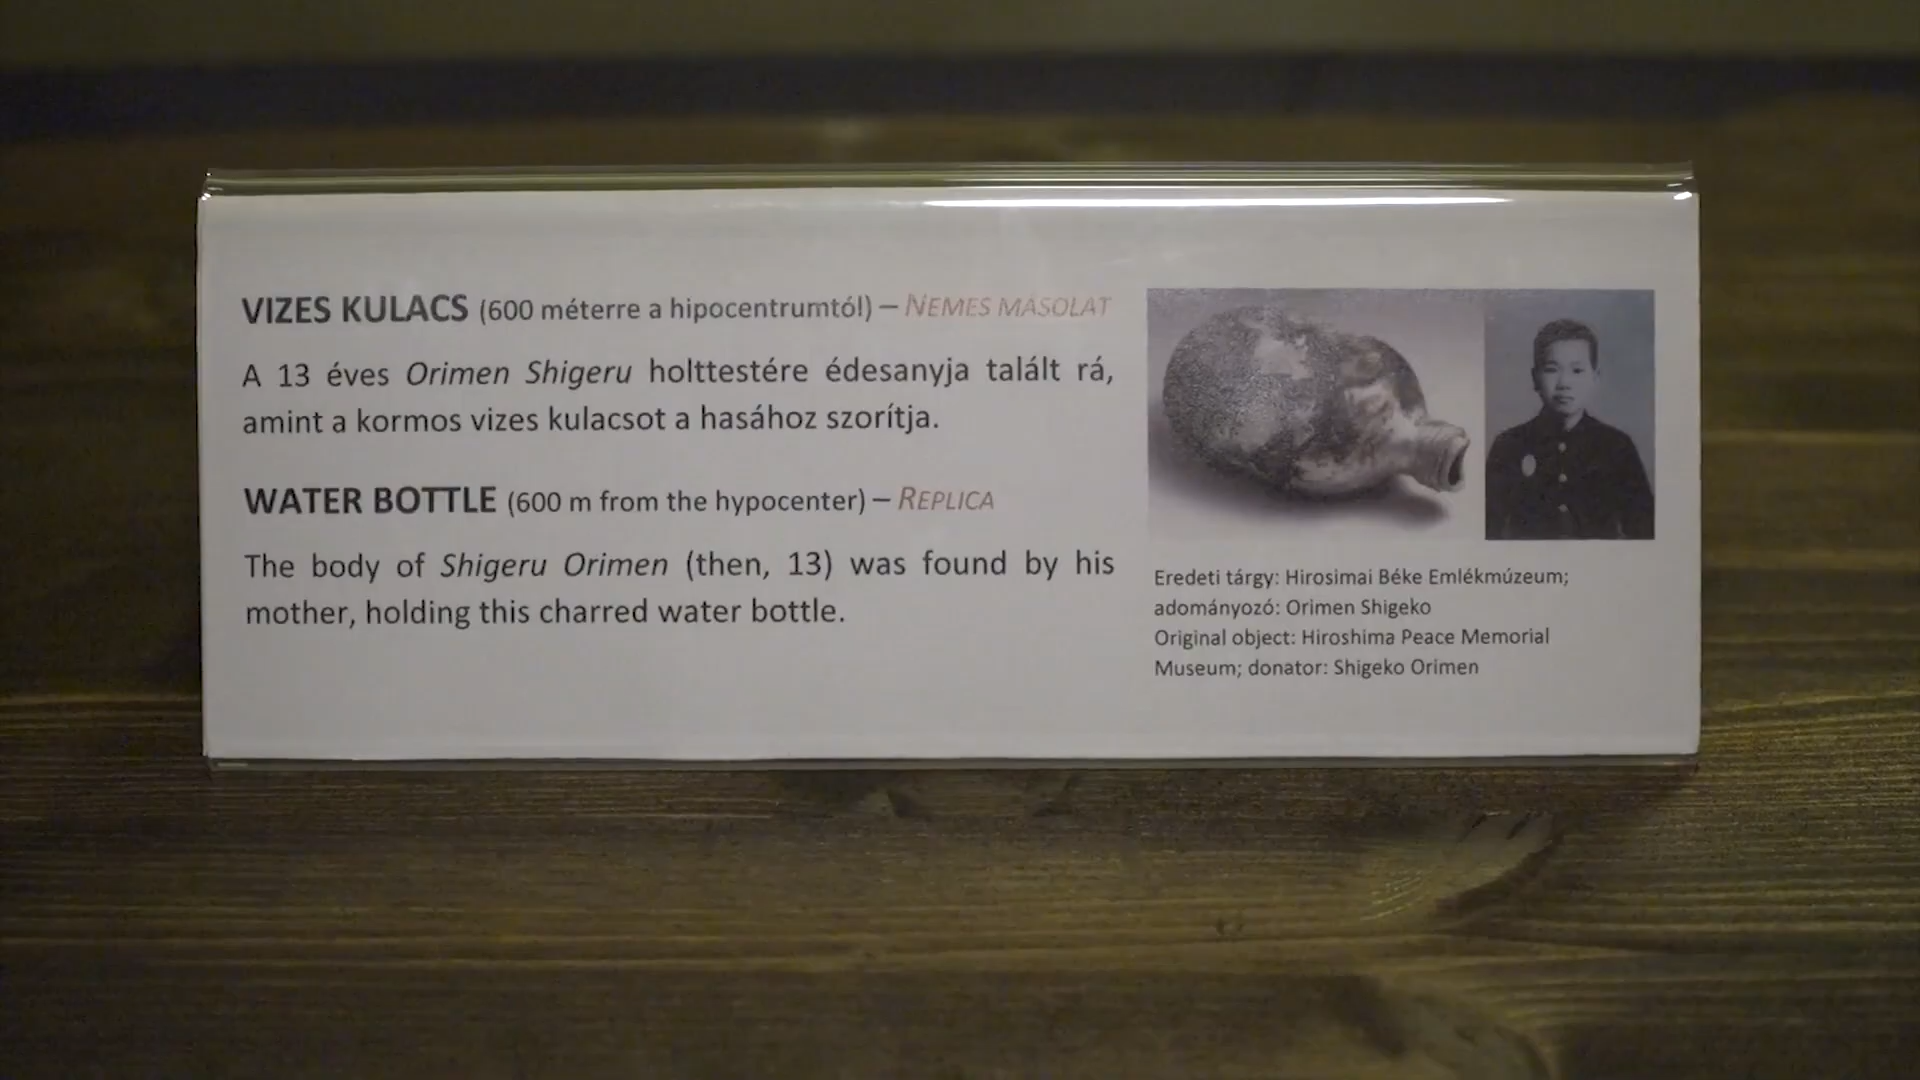 VIZES KULACS (600 méterre a hipocentrumtól) – NEMES MÁSOLAT
A 13 éves Orimen Shigeru holttestére édesanyja talált rá,
amint a kormos vizes kulacsot a hasához szorítja.
WATER BOTTLE (600 m from the hypocenter) – REPLICA
The body of Shigeru Orimen (then, 13) was found by his
mother, holding this charred water bottle.
Eredeti tárgy: Hirosimai Béke Emlékmúzeum;
adományozó: Orimen Shigeko
Original object: Hiroshima Peace Memorial
Museum; donator: Shigeko Orimen